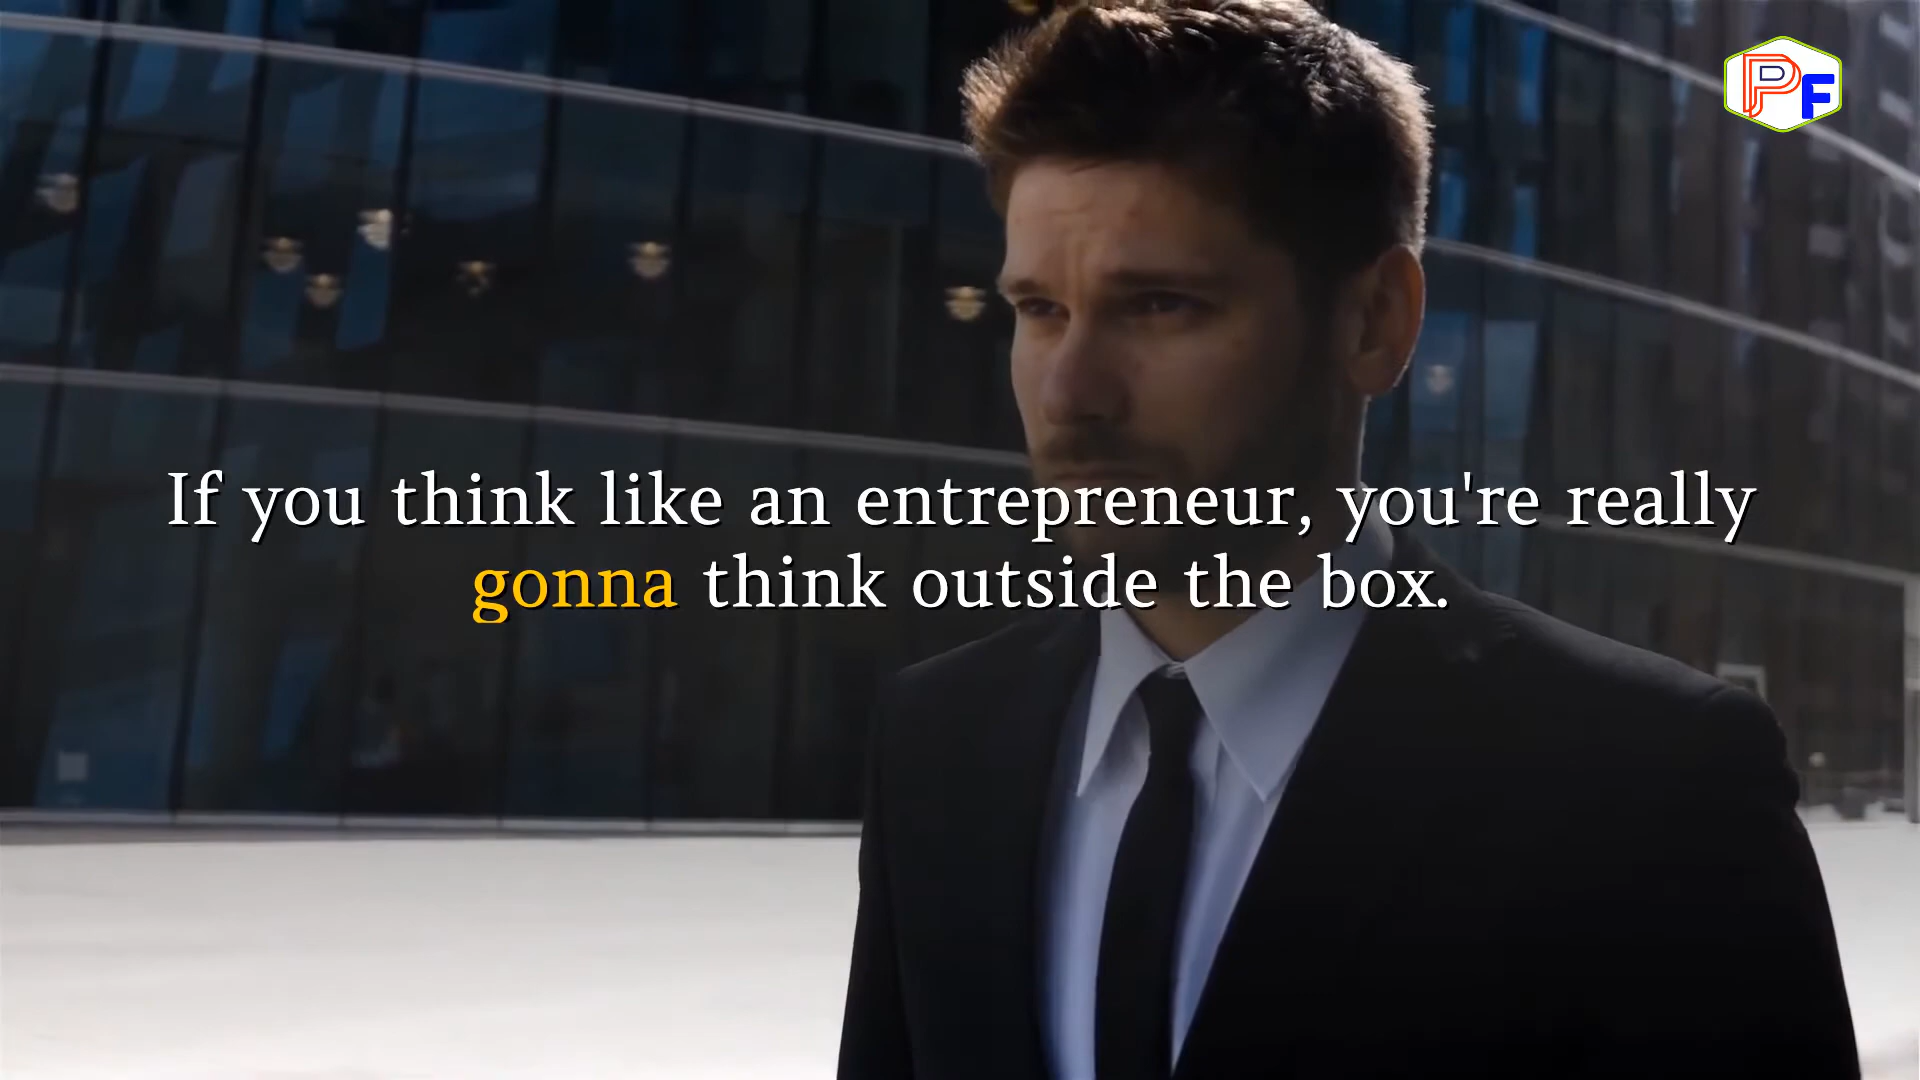 PF
If you think like an entrepreneur, you're really
gonna think outside the box.